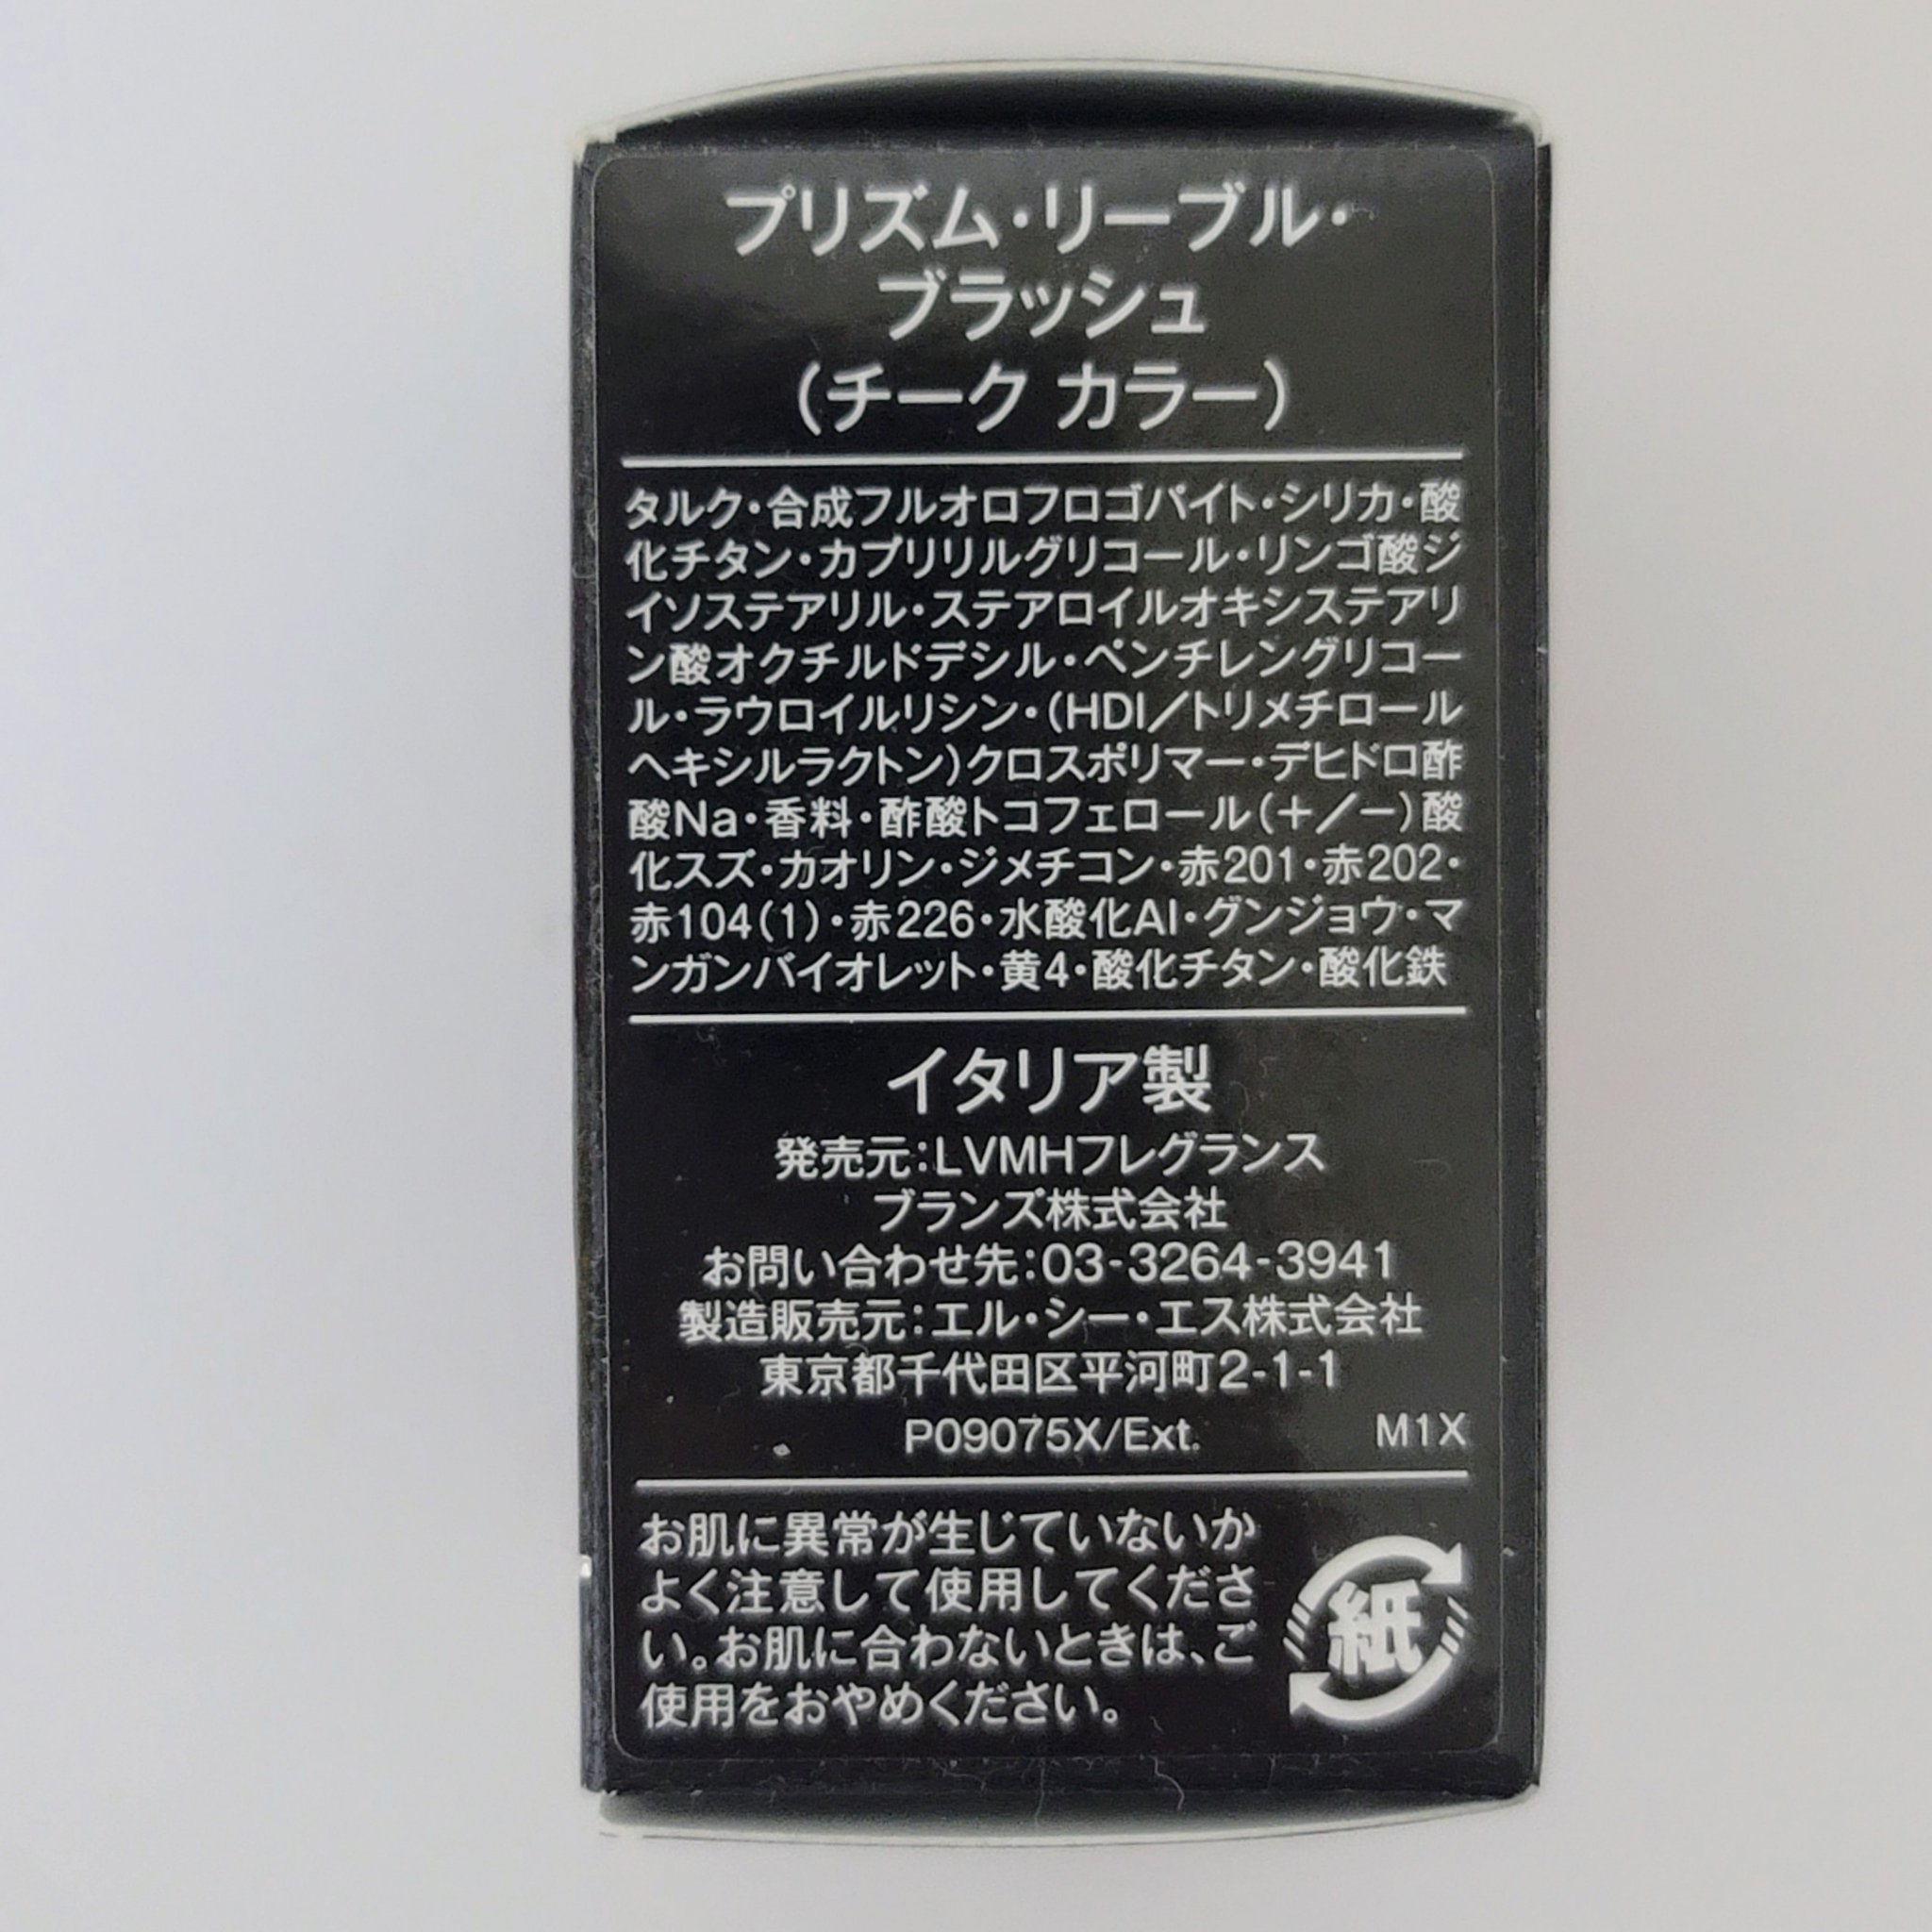 プリズム・リーブル・
ブラッシュ
(チーク カラー)
タルク・合成フルオロフロゴパイト・シリカ・酸
化チタン・カプリリルグリコール・リンゴ酸ジ
イソステアリル・ステアロイルオキシステアリ
ン酸オクチルドデシル・ペンチレングリコー
ル・ラウロイルリシン・(HDI/トリメチロール
ヘキシルラクトン)クロスポリマー・デヒドロ酢
酸Na・香料・酢酸トコフェロール(+/−)酸
化スズ・カオリン・ジメチコン・赤201・赤202・
赤104(1)・赤226・水酸化Al・グンジョウ・マ
ンガンバイオレット・黄4・酸化チタン・酸化鉄
イタリア製
発売元:LVMHフレグランス
ブランズ株式会社
お問い合わせ先:03-3264-3941
製造販売元:エル・シー・エス株式会社
東京都千代田区平河町2-1-1
P09075X/Ext. M1X
お肌に異常が生じていないか
よく注意して使用してくださ
い。お肌に合わないときは、ご
使用をおやめください。
紙